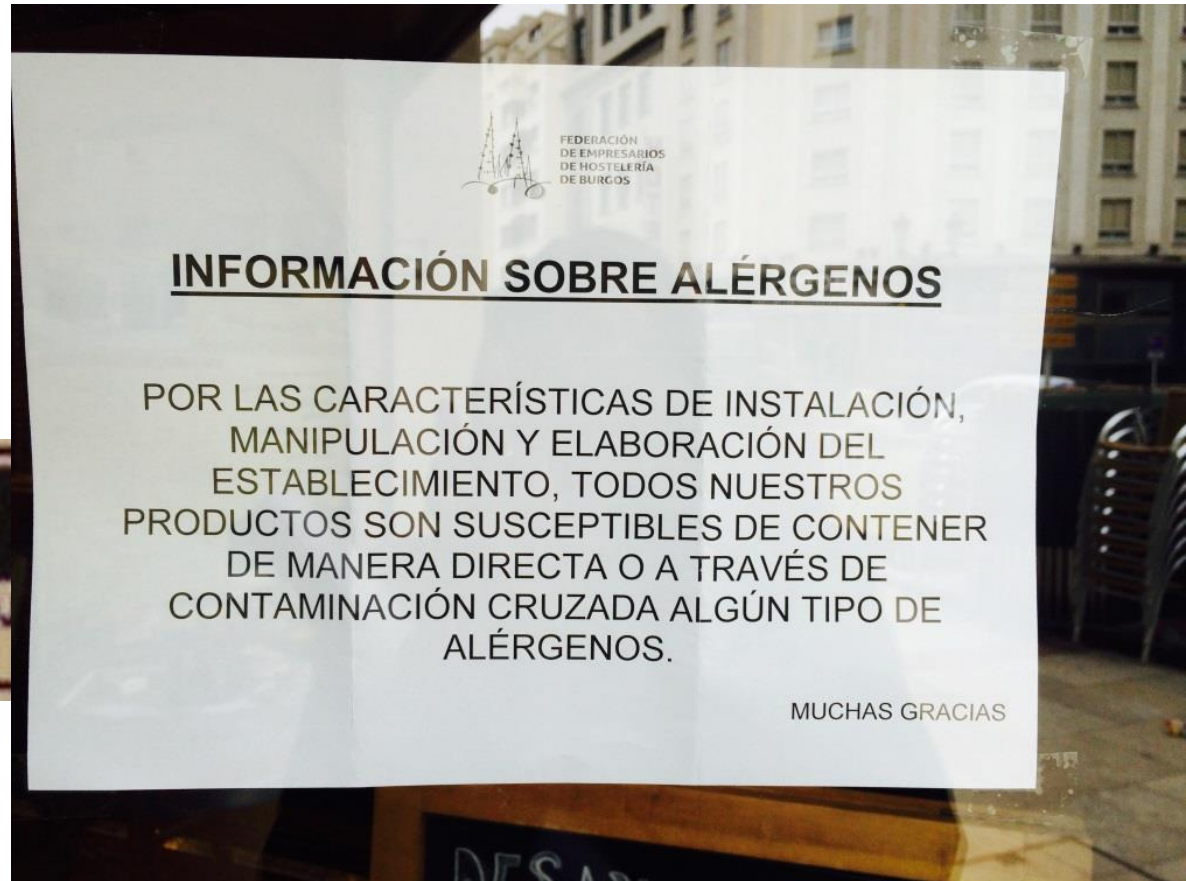 FEDERACIÓN
DE EMPRESARIOS
DE HOSTELERÍA
DE BURGOS
INFORMACIÓN SOBRE ALÉRGENOS
POR LAS CARACTERÍSTICAS DE INSTALACIÓN,
MANIPULACIÓN Y ELABORACIÓN DEL
ESTABLECIMIENTO, TODOS NUESTROS
PRODUCTOS SON SUSCEPTIBLES DE CONTENER
DE MANERA DIRECTA O A TRAVÉS DE
CONTAMINACIÓN CRUZADA ALGÚN TIPO DE
ALÉRGENOS.
MUCHAS GRACIAS